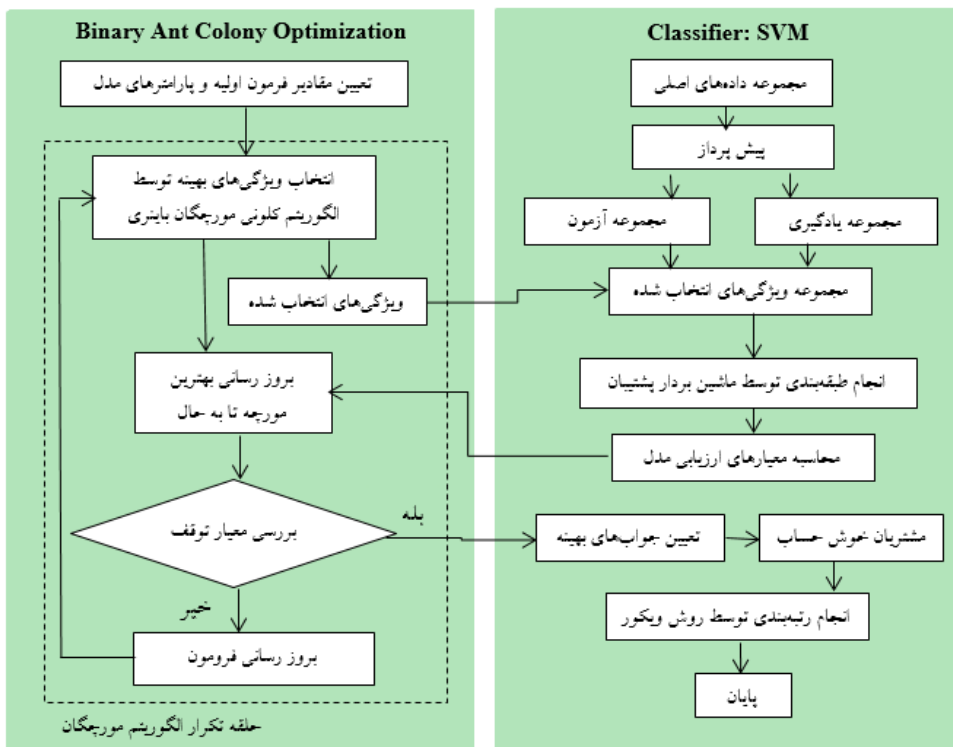 Binary Ant Colony Optimization
تعیین مقادیر فرمون اولیه و پارامترهای مدل
انتخاب ویژگی‌های بهینه توسط
الگوریتم کلونی مورچگان باینری
ویژگی‌های انتخاب شده
بروز رسانی بهترین
مورچه تا به حال
بررسی معیار توقف
بله
خیر
بروز رسانی فرومون
حلقه تکرار الگوریتم مورچگان
Classifier: SVM
مجموعه داده‌های اصلی
پیش پرداز
مجموعه یادگیری
مجموعه آزمون
مجموعه ویژگی‌های انتخاب شده
انجام طبقه‌بندی توسط ماشین بردار پشتیبان
محاسبه معیارهای ارزیابی مدل
تعیین جواب‌های بهینه
مشتریان خوش حساب
انجام رتبه‌بندی توسط روش ویکور
پایان